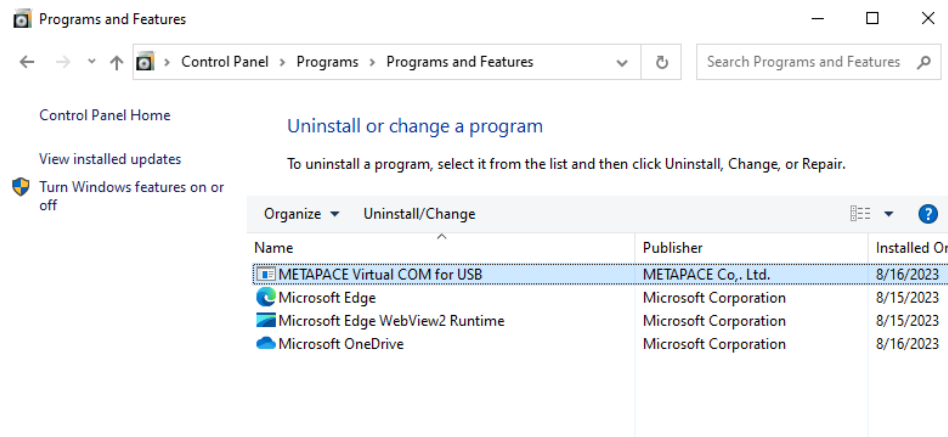 Programs and Features
Control Panel > Programs > Programs and Features
Search Programs and Features
Control Panel Home
View installed updates
Turn Windows features on or
off
Uninstall or change a program
To uninstall a program, select it from the list and then click Uninstall, Change, or Repair.
Organize Uninstall/Change
Name Publisher Installed Or
METAPACE Virtual COM for USB METAPACE Co,. Ltd. 8/16/2023
Microsoft Edge Microsoft Corporation 8/15/2023
Microsoft Edge WebView2 Runtime Microsoft Corporation 8/15/2023
Microsoft OneDrive Microsoft Corporation 8/16/2023